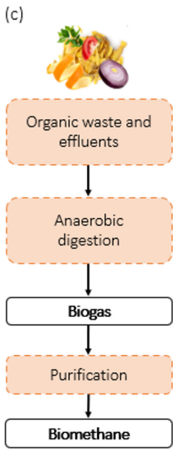 (c)
Organic waste and
effluents
Anaerobic
digestion
Biogas
Purification
Biomethane